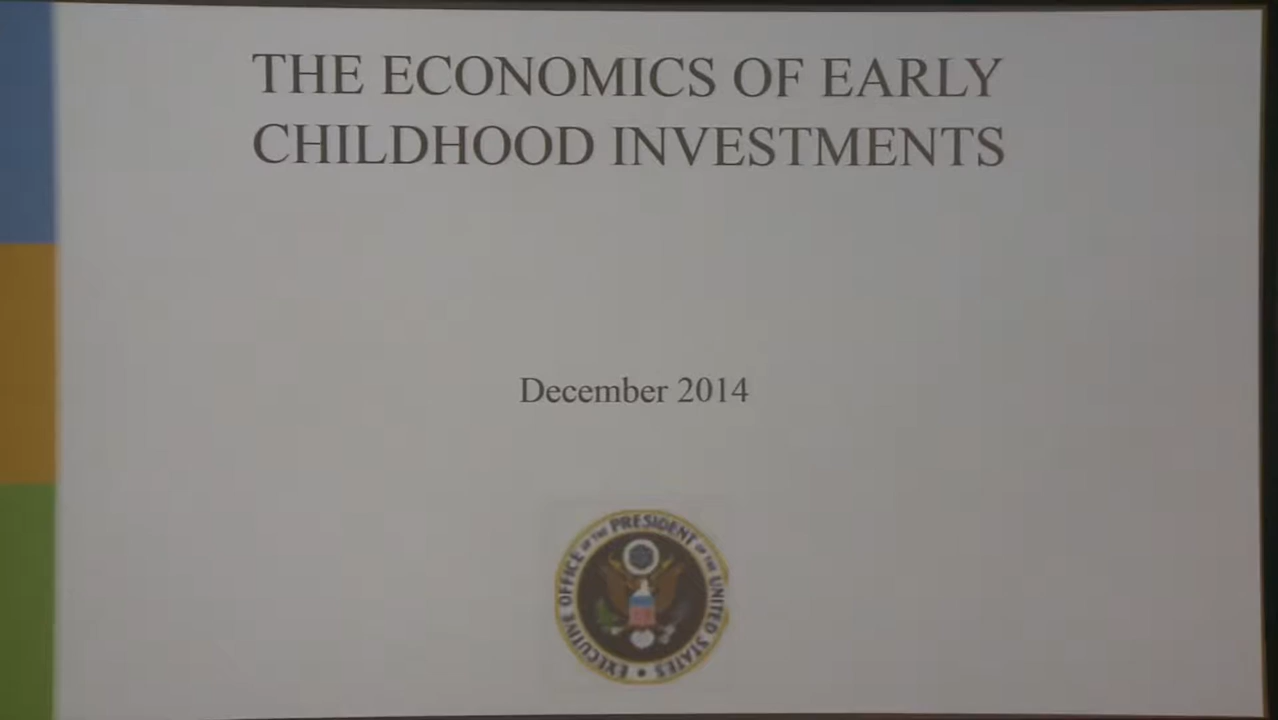 THE ECONOMICS OF EARLY
CHILDHOOD INVESTMENTS
December 2014
EXECUTIVE OFFICE OF THE PRESIDENT OF THE UNITED STATES